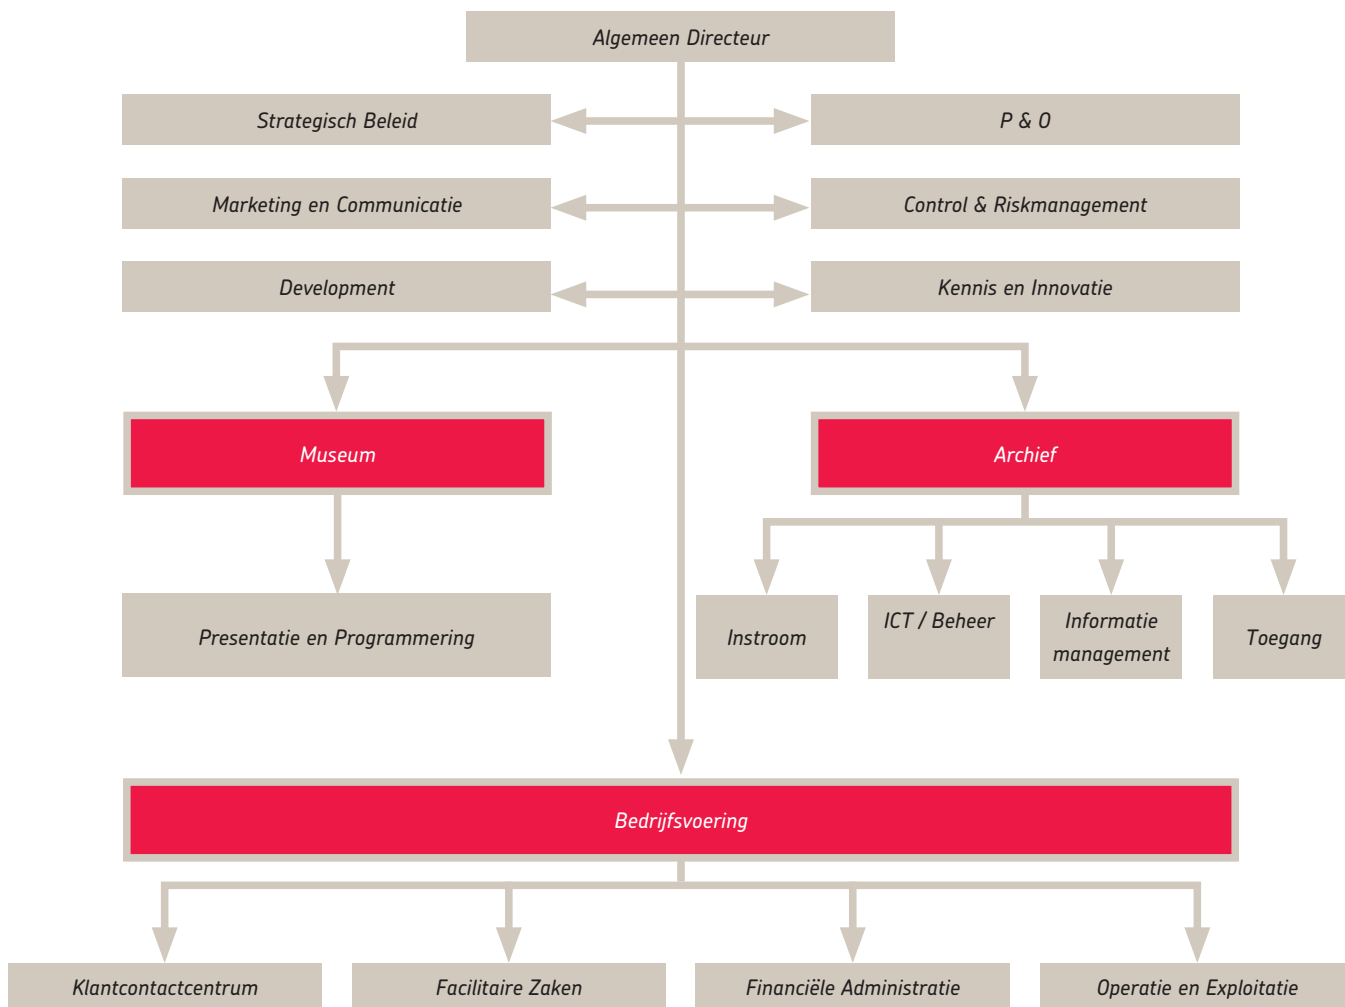 Algemeen Directeur
Strategisch Beleid
P & O
Marketing en Communicatie
Control & Riskmanagement
Development
Kennis en Innovatie
Museum
Archief
Presentatie en Programmering
Instroom
ICT / Beheer
Informatie
management
Toegang
Bedrijfsvoering
Klantcontactcentrum
Facilitaire Zaken
Financiële Administratie
Operatie en Exploitatie